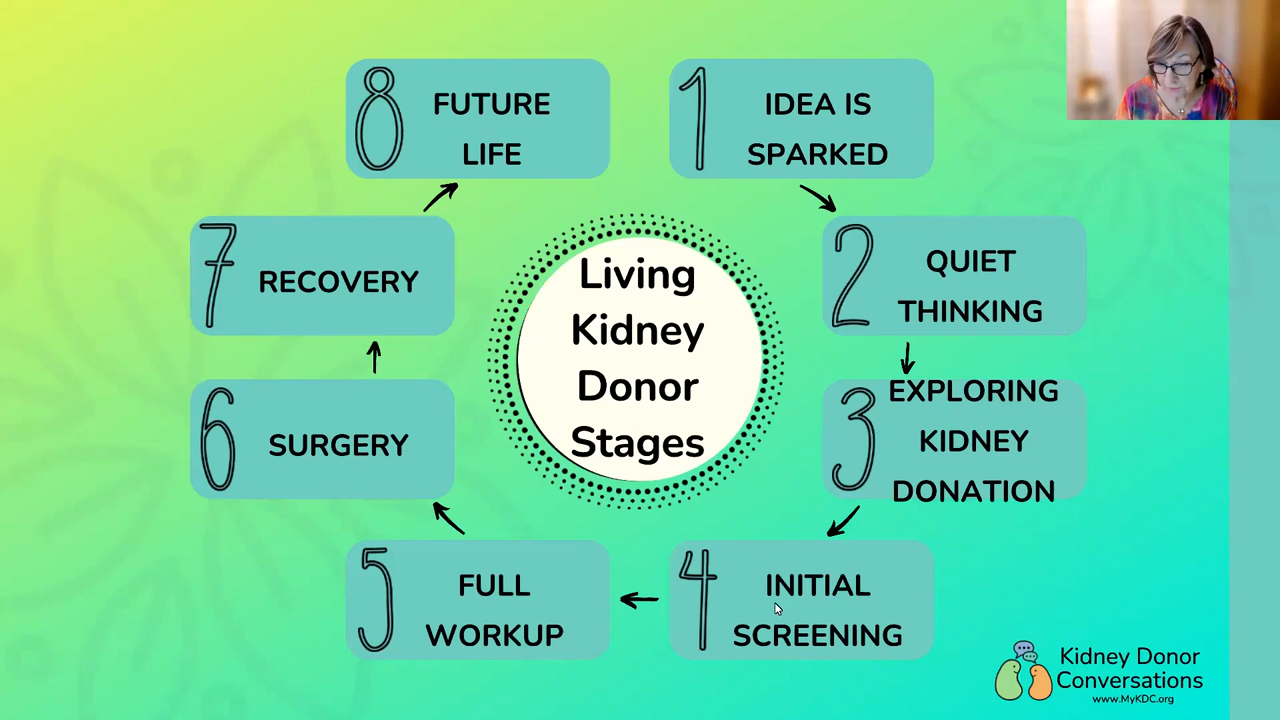 Living
Kidney
Donor
Stages
1
IDEA IS
SPARKED
2
QUIET
THINKING
3
EXPLORING
KIDNEY
DONATION
4
INITIAL
SCREENING
5
FULL
WORKUP
6
SURGERY
7
RECOVERY
8
FUTURE
LIFE
Kidney Donor
Conversations
www.MyKDC.org